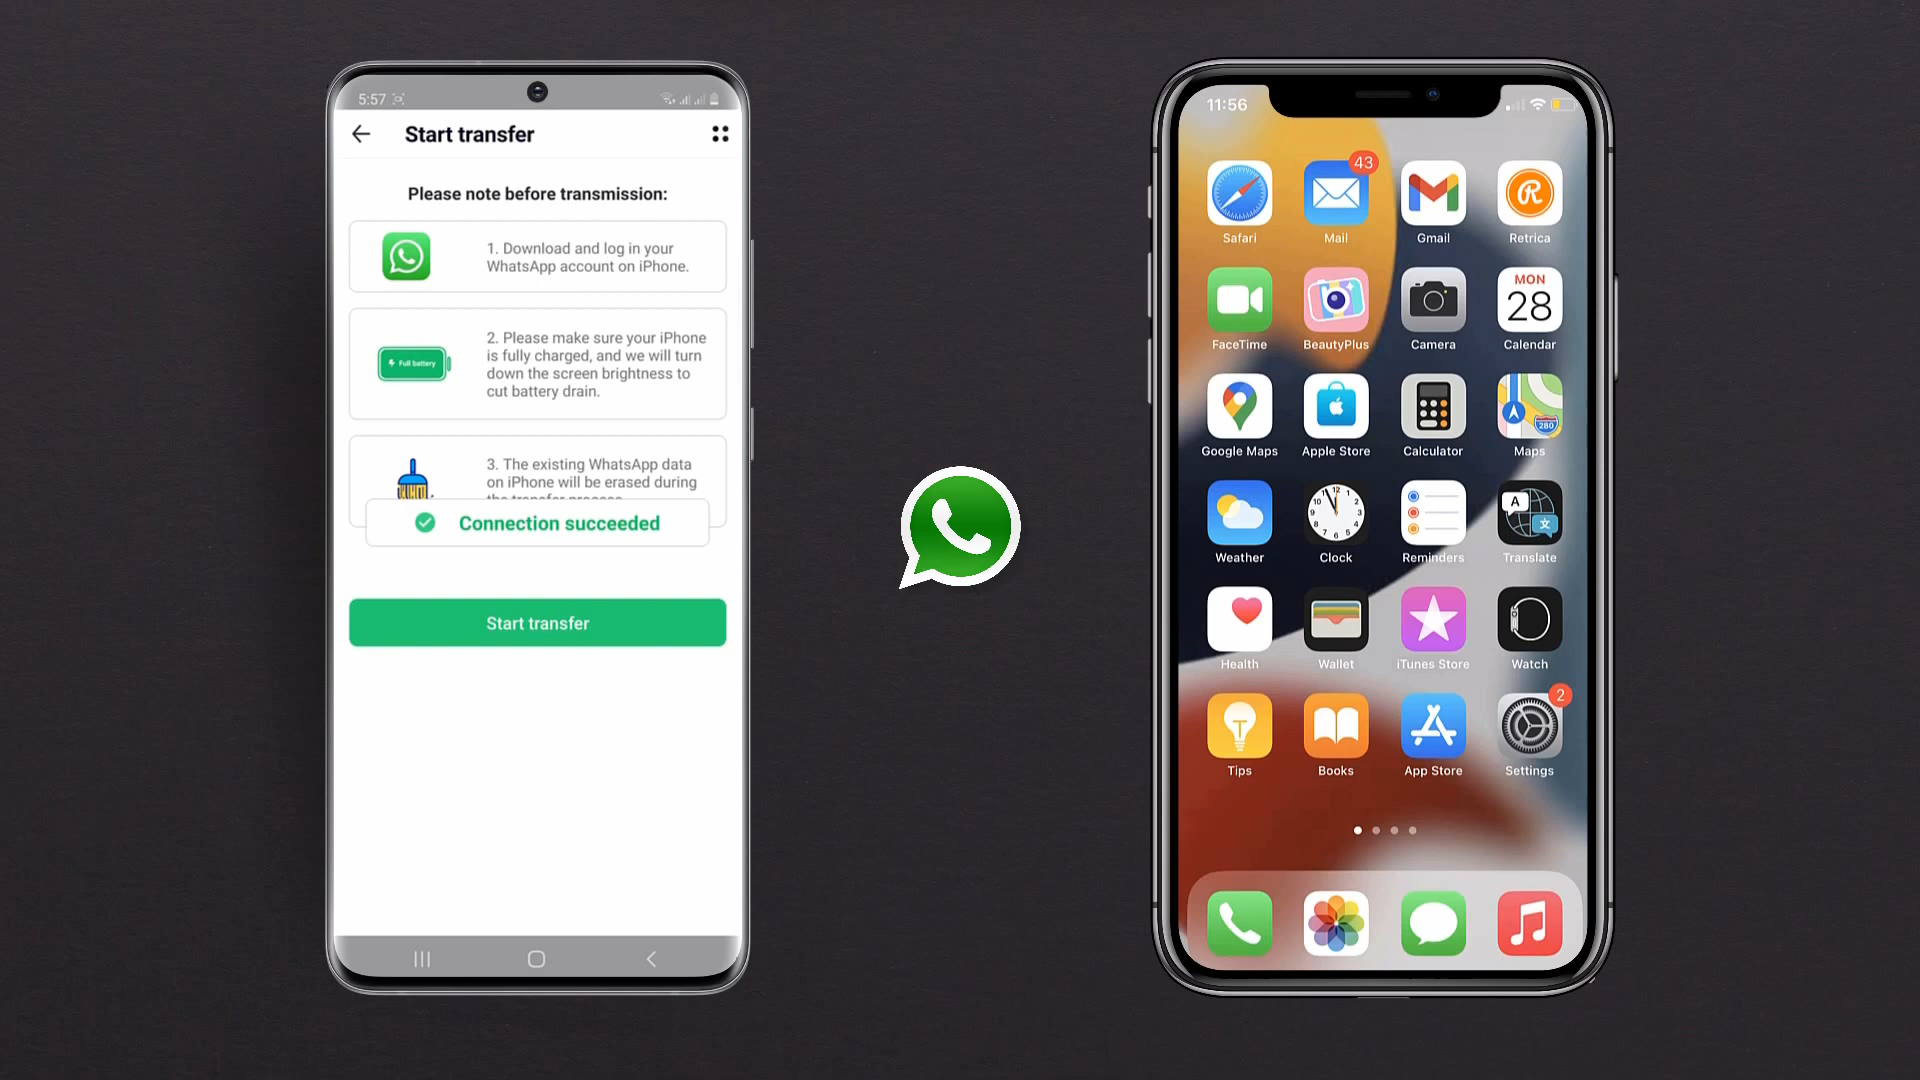 5:57
Start transfer
Please note before transmission:
1. Download and log in your
WhatsApp account on iPhone.
Full battery
2. Please make sure your iPhone
is fully charged, and we will turn
down the screen brightness to
cut battery drain.
3. The existing WhatsApp data
on iPhone will be erased during
the transfer process.
Connection succeeded
Start transfer
11:56
43
Safari
Mail
Gmail
Retrica
MON
28
FaceTime
BeautyPlus
Camera
Calendar
280
Google Maps
Apple Store
Calculator
Maps
A
Weather
Clock
Reminders
Translate
Health
Wallet
iTunes Store
Watch
2
Tips
Books
App Store
Settings